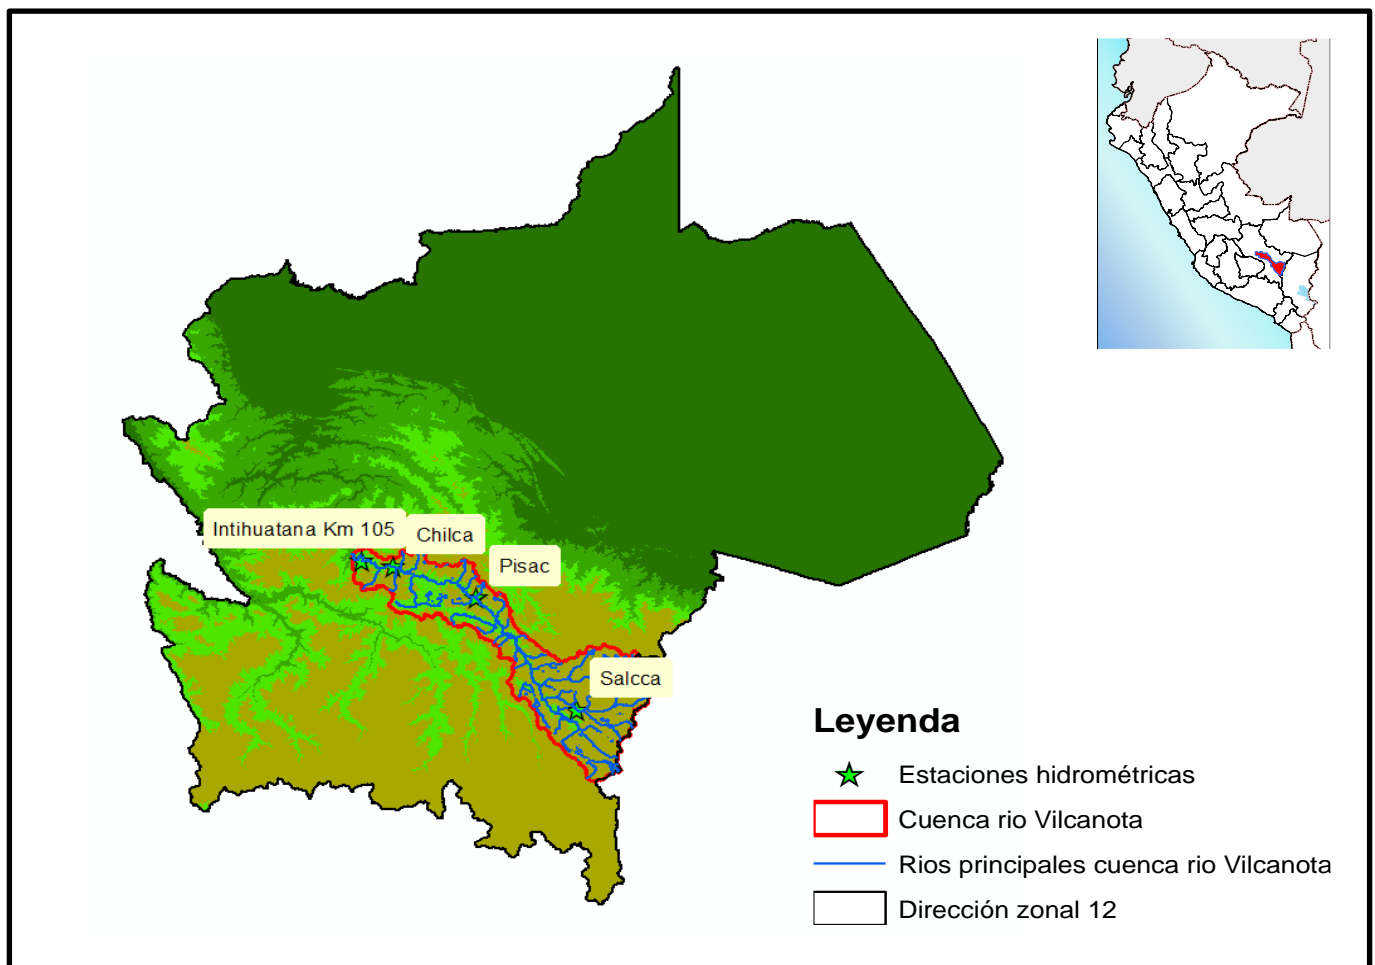 Intihuatana Km 105
Chilca
Pisac
Salcca
Leyenda
Estaciones hidrométricas
Cuenca rio Vilcanota
Rios principales cuenca rio Vilcanota
Dirección zonal 12